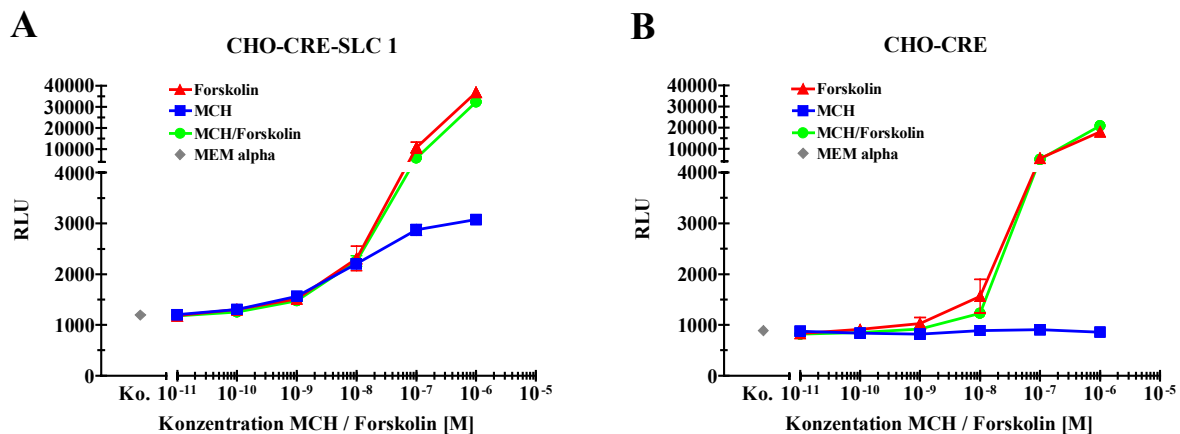 A
CHO-CRE-SLC 1
RLU
40000
30000
20000
10000
4000
3000
2000
1000
0
Forskolin
MCH
MCH/Forskolin
MEM alpha
Ko. 10⁻¹¹ 10⁻¹⁰ 10⁻⁹ 10⁻⁸ 10⁻⁷ 10⁻⁶ 10⁻⁵
Konzentration MCH / Forskolin [M]
B
CHO-CRE
RLU
40000
30000
20000
10000
4000
3000
2000
1000
0
Forskolin
MCH
MCH/Forskolin
MEM alpha
Ko. 10⁻¹¹ 10⁻¹⁰ 10⁻⁹ 10⁻⁸ 10⁻⁷ 10⁻⁶ 10⁻⁵
Konzentation MCH / Forskolin [M]